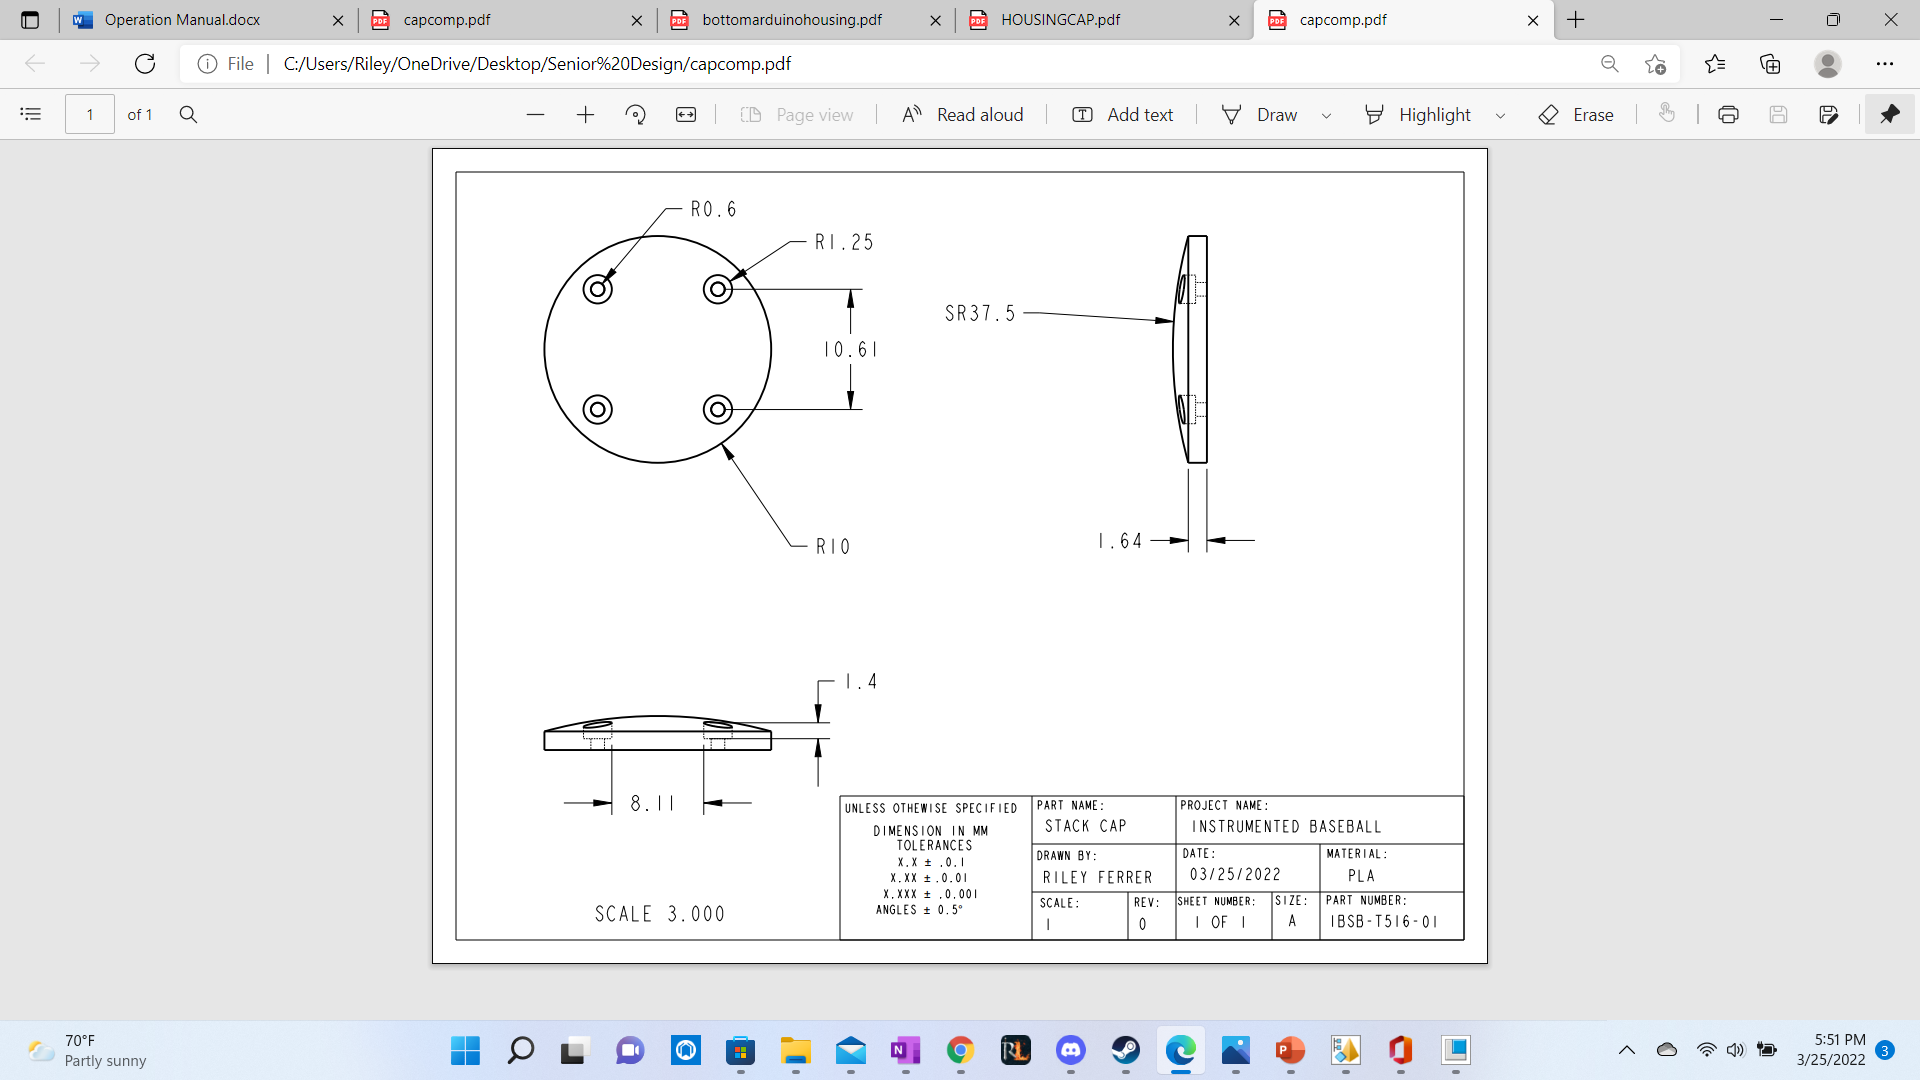 Operation Manual.docx
capcomp.pdf
bottomarduinohousing.pdf
HOUSINGCAP.pdf
capcomp.pdf
File
C:/Users/Riley/OneDrive/Desktop/Senior%20Design/capcomp.pdf
1
of 1
Page view
Read aloud
Add text
Draw
Highlight
Erase
R0.6
R1.25
10.61
R10
SR37.5
1.64
1.4
8.11
SCALE 3.000
UNLESS OTHEWISE SPECIFIED
DIMENSION IN MM
TOLERANCES
X.X ± .0.1
X.XX ±.0.01
X.XXX ± .0.001
ANGLES ± 0.5°
PART NAME:
STACK CAP
PROJECT NAME:
INSTRUMENTED BASEBALL
DRAWN BY:
RILEY FERRER
DATE:
03/25/2022
MATERIAL:
PLA
SCALE:
1
REV:
0
SHEET NUMBER:
1 OF 1
SIZE:
A
PART NUMBER:
IBSB-T516-01
70°F
Partly sunny
5:51 PM
3/25/2022
3